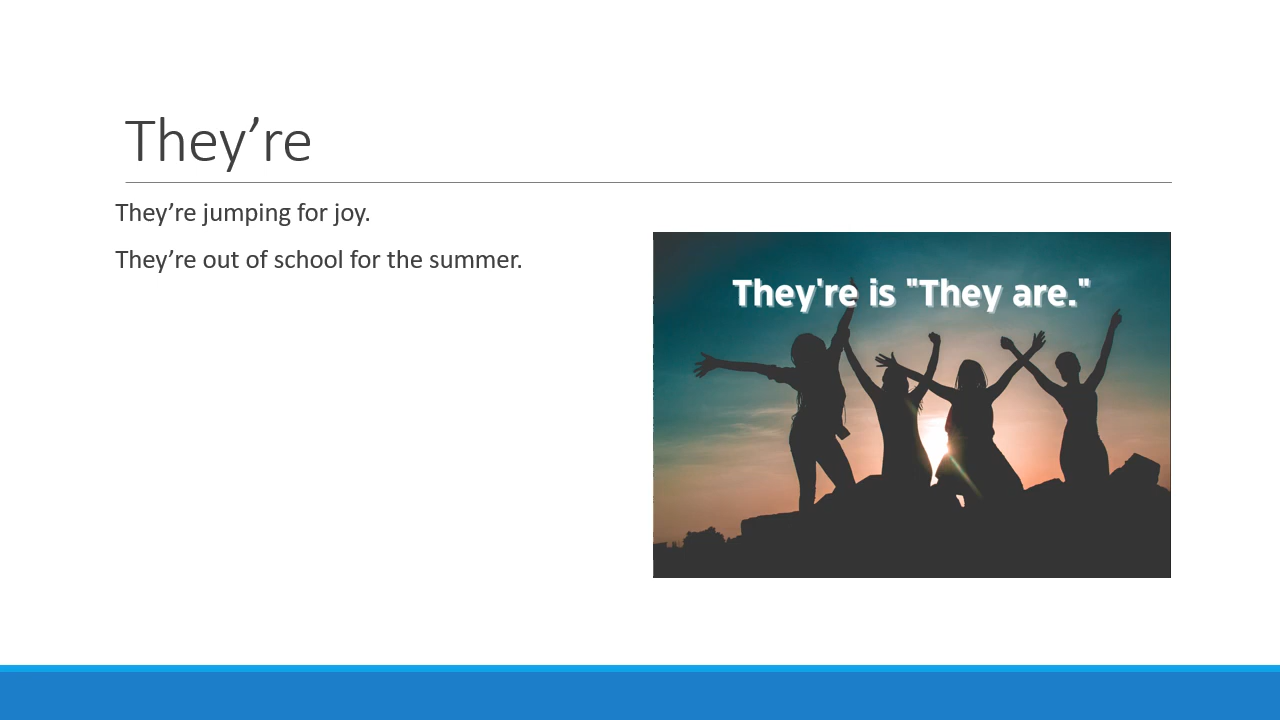 They’re
They’re jumping for joy.
They’re out of school for the summer.
They're is "They are."